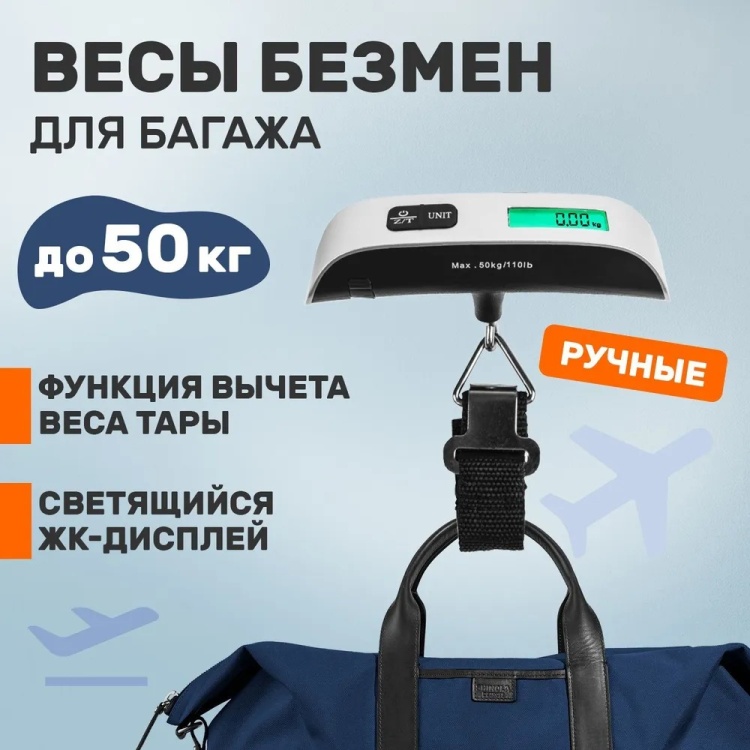 ВЕСЫ БЕЗМЕН
ДЛЯ БАГАЖА
до 50 кг
UNIT
Z/T
0.00 kg
Max . 50kg/110lb
РУЧНЫЕ
ФУНКЦИЯ ВЫЧЕТА
ВЕСА ТАРЫ
СВЕТЯЩИЙСЯ
ЖК-ДИСПЛЕЙ